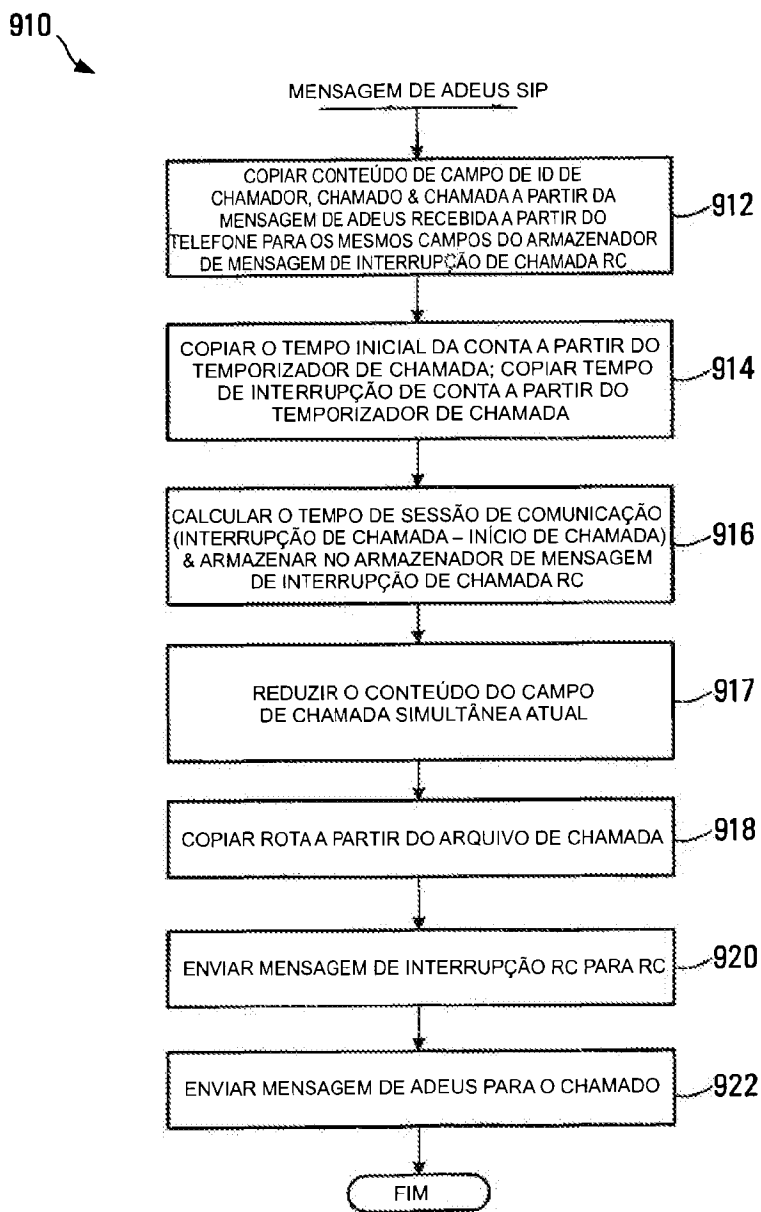 910
MENSAGEM DE ADEUS SIP
COPIAR CONTEÚDO DE CAMPO DE ID DE
CHAMADOR, CHAMADO & CHAMADA A PARTIR DA
MENSAGEM DE ADEUS RECEBIDA A PARTIR DO
TELEFONE PARA OS MESMOS CAMPOS DO ARMAZENADOR
DE MENSAGEM DE INTERRUPÇÃO DE CHAMADA RC
912
COPIAR O TEMPO INICIAL DA CONTA A PARTIR DO
TEMPORIZADOR DE CHAMADA; COPIAR TEMPO
DE INTERRUPÇÃO DE CONTA A PARTIR DO
TEMPORIZADOR DE CHAMADA
914
CALCULAR O TEMPO DE SESSÃO DE COMUNICAÇÃO
(INTERRUPÇÃO DE CHAMADA – INÍCIO DE CHAMADA)
& ARMAZENAR NO ARMAZENADOR DE MENSAGEM
DE INTERRUPÇÃO DE CHAMADA RC
916
REDUZIR O CONTEÚDO DO CAMPO
DE CHAMADA SIMULTÂNEA ATUAL
917
COPIAR ROTA A PARTIR DO ARQUIVO DE CHAMADA
918
ENVIAR MENSAGEM DE INTERRUPÇÃO RC PARA RC
920
ENVIAR MENSAGEM DE ADEUS PARA O CHAMADO
922
FIM